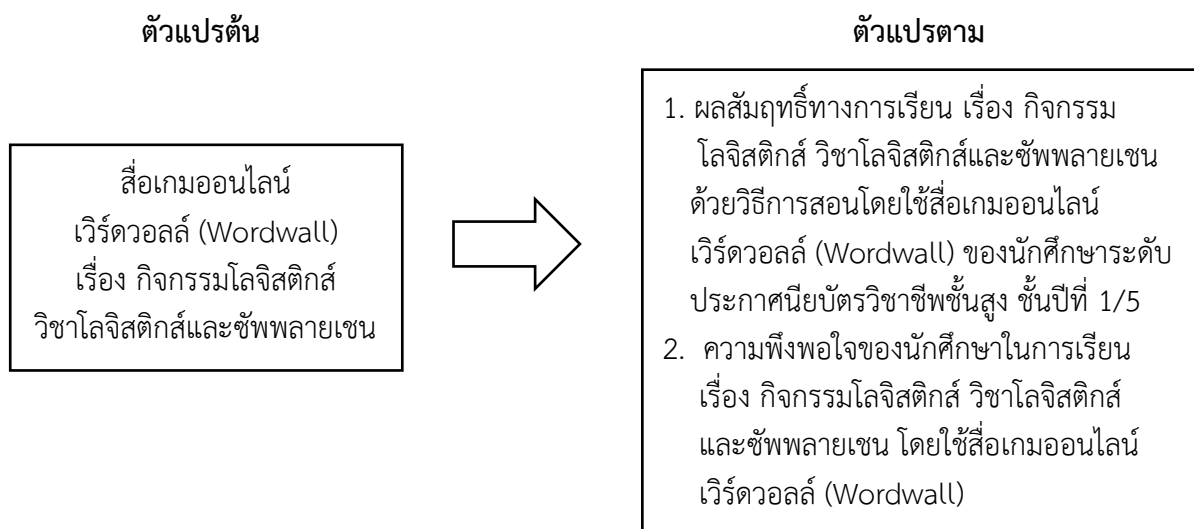 ตัวแปรต้น
ตัวแปรตาม
สื่อเกมออนไลน์
เวิร์ดวอลล์ (Wordwall)
เรื่อง กิจกรรมโลจิสติกส์
วิชาโลจิสติกส์และซัพพลายเชน
1. ผลสัมฤทธิ์ทางการเรียน เรื่อง กิจกรรม
โลจิสติกส์ วิชาโลจิสติกส์และซัพพลายเชน
ด้วยวิธีการสอนโดยใช้สื่อเกมออนไลน์
เวิร์ดวอลล์ (Wordwall) ของนักศึกษาระดับ
ประกาศนียบัตรวิชาชีพชั้นสูง ชั้นปีที่ 1/5
2. ความพึงพอใจของนักศึกษาในการเรียน
เรื่อง กิจกรรมโลจิสติกส์ วิชาโลจิสติกส์
และซัพพลายเชน โดยใช้สื่อเกมออนไลน์
เวิร์ดวอลล์ (Wordwall)